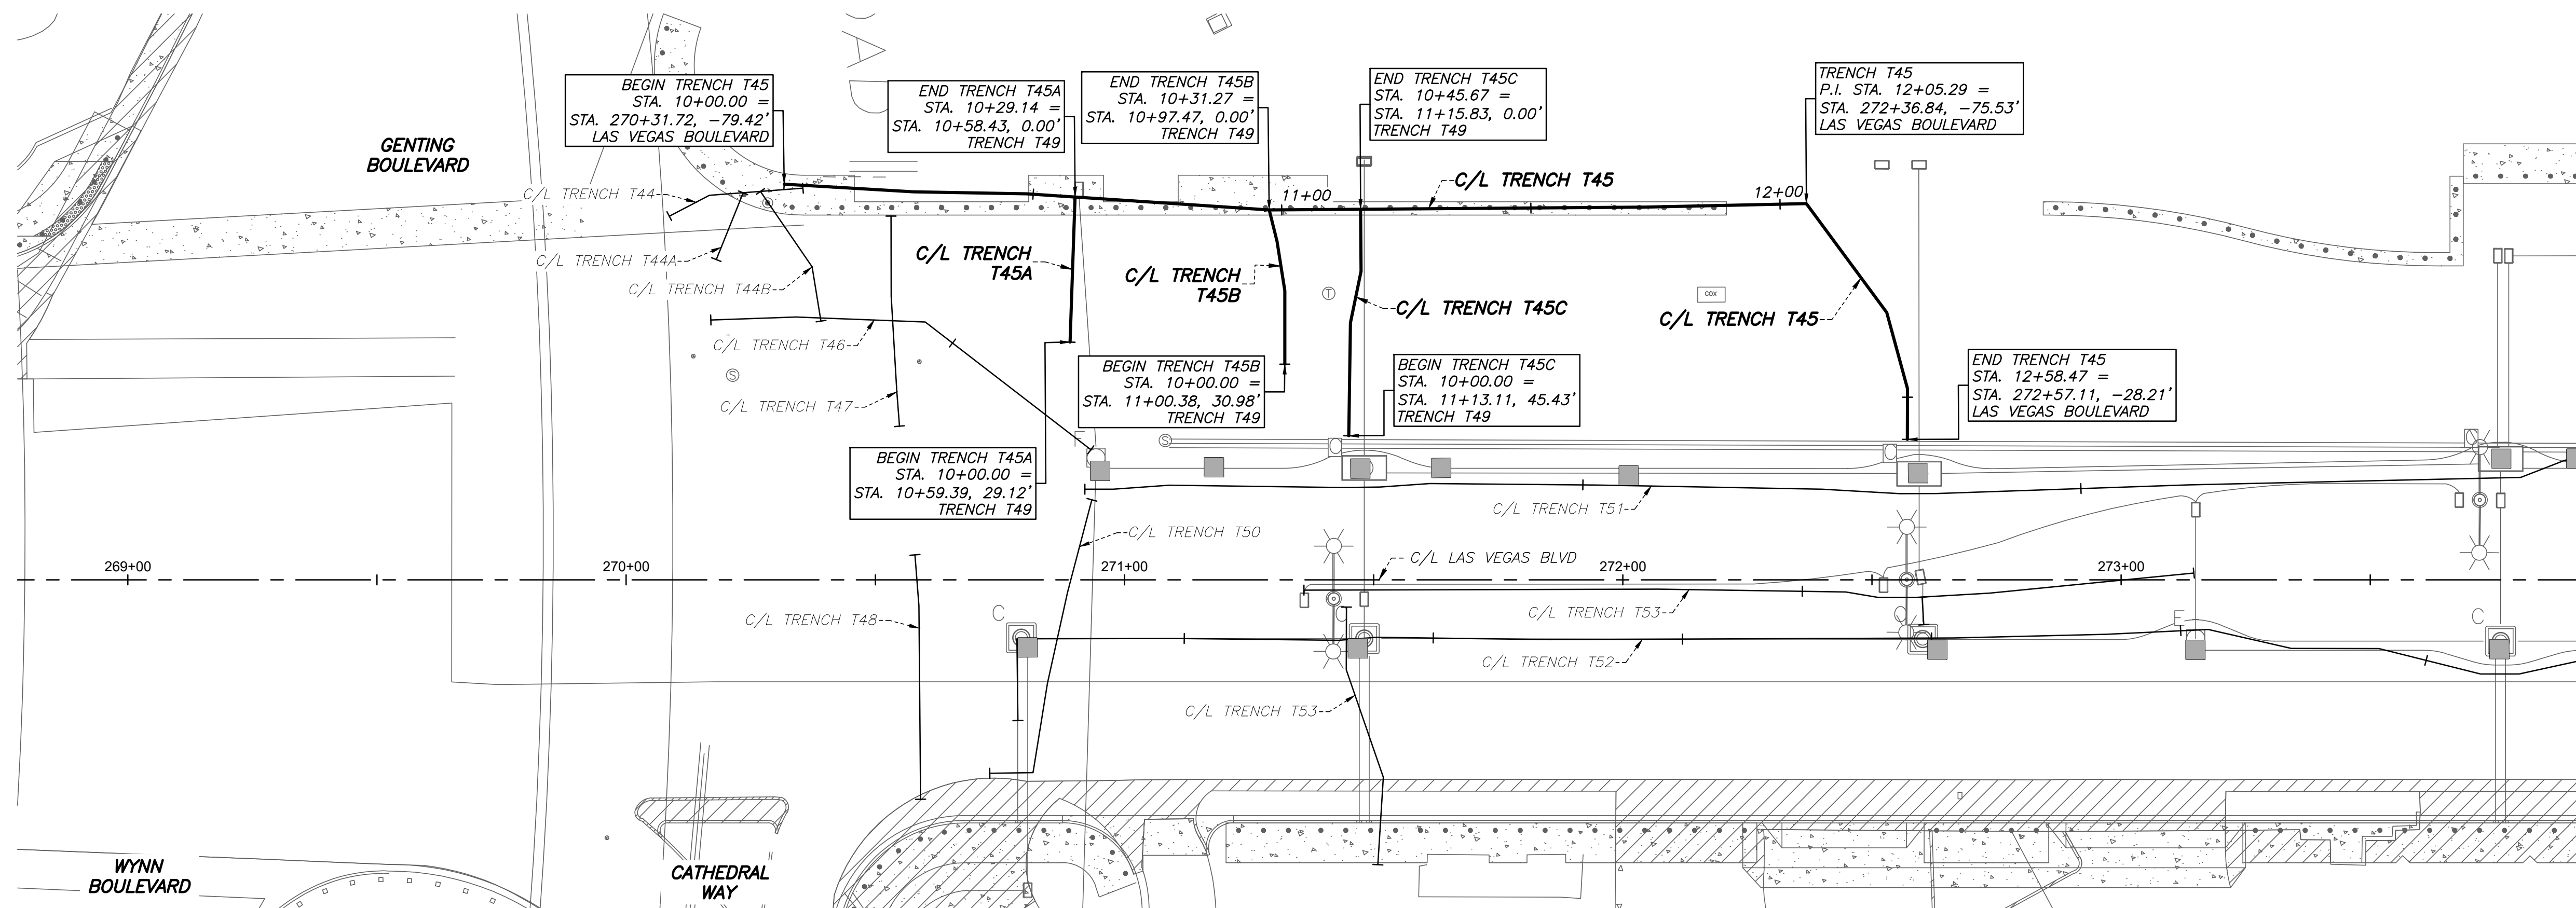 BEGIN TRENCH T45
STA. 10+00.00 =
STA. 270+31.72, −79.42'
LAS VEGAS BOULEVARD
END TRENCH T45A
STA. 10+29.14 =
STA. 10+58.43, 0.00'
TRENCH T49
END TRENCH T45B
STA. 10+31.27 =
STA. 10+97.47, 0.00'
TRENCH T49
END TRENCH T45C
STA. 10+45.67 =
STA. 11+15.83, 0.00'
TRENCH T49
TRENCH T45
P.I. STA. 12+05.29 =
STA. 272+36.84, −75.53'
LAS VEGAS BOULEVARD
GENTING
BOULEVARD
C/L TRENCH T44
11+00
C/L TRENCH T45
12+00
C/L TRENCH T44A
C/L TRENCH T44B
C/L TRENCH
T45A
C/L TRENCH
T45B
T
C/L TRENCH T45C
COX
C/L TRENCH T45
C/L TRENCH T46
S
C/L TRENCH T47
BEGIN TRENCH T45B
STA. 10+00.00 =
STA. 11+00.38, 30.98'
TRENCH T49
BEGIN TRENCH T45C
STA. 10+00.00 =
STA. 11+13.11, 45.43'
TRENCH T49
END TRENCH T45
STA. 12+58.47 =
STA. 272+57.11, −28.21'
LAS VEGAS BOULEVARD
S
BEGIN TRENCH T45A
STA. 10+00.00 =
STA. 10+59.39, 29.12'
TRENCH T49
C/L TRENCH T51
C/L TRENCH T50
C/L LAS VEGAS BLVD
269+00
270+00
271+00
272+00
273+00
C/L TRENCH T48
C
C/L TRENCH T53
C
C/L TRENCH T52
C/L TRENCH T53
WYNN
BOULEVARD
CATHEDRAL
WAY